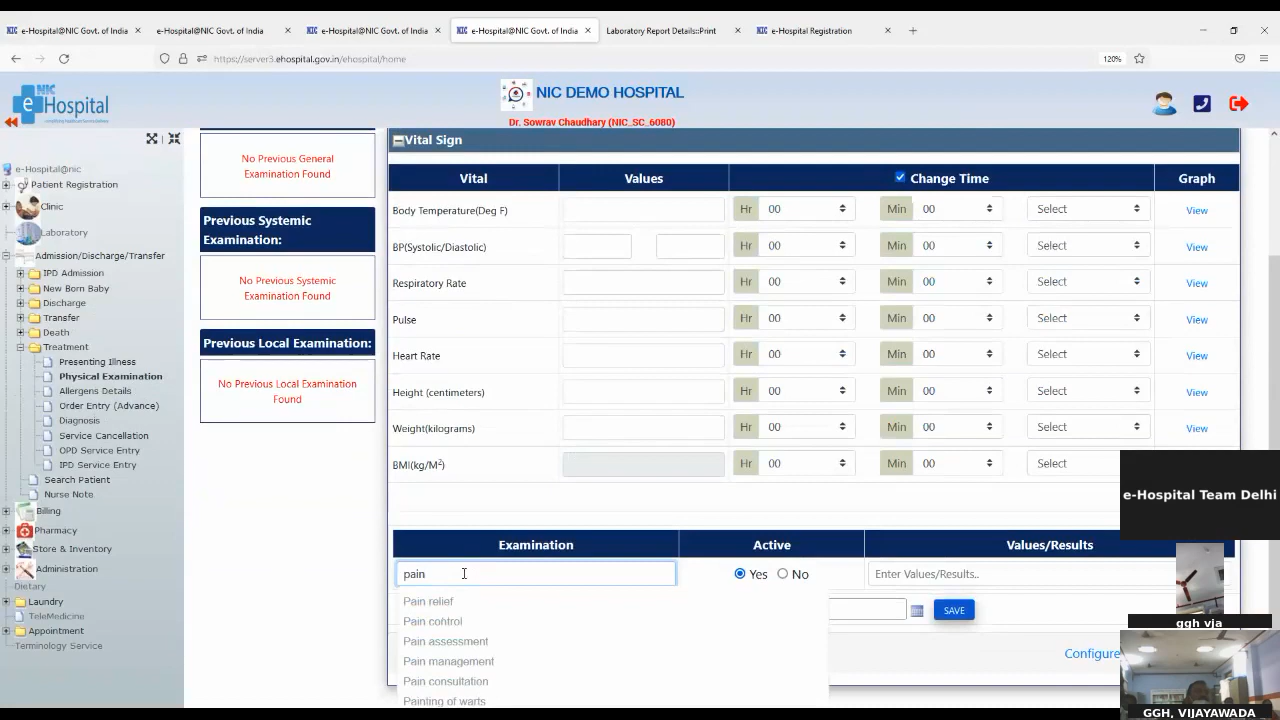 e-Hospital@NIC Govt. of India
e-Hospital@NIC Govt. of India
e-Hospital@NIC Govt. of India
e-Hospital@NIC Govt. of India
Laboratory Report Details::Print
e-Hospital Registration
https://server3.ehospital.gov.in/ehospital/home
120%
NIC
eHospital
NIC DEMO HOSPITAL
Dr. Sowrav Chaudhary (NIC_SC_6080)
e-Hospital@nic
Patient Registration
Clinic
Laboratory
Admission/Discharge/Transfer
IPD Admission
New Born Baby
Discharge
Transfer
Death
Treatment
Presenting Illness
Physical Examination
Allergens Details
Order Entry (Advance)
Diagnosis
Service Cancellation
OPD Service Entry
IPD Service Entry
Search Patient
Nurse Note
Billing
Pharmacy
Store & Inventory
Administration
Dietary
Laundry
TeleMedicine
Appointment
Terminology Service
No Previous General
Examination Found
Previous Systemic
Examination:
No Previous Systemic
Examination Found
Previous Local Examination:
No Previous Local Examination
Found
Vital Sign
Vital Values Change Time Graph
Body Temperature(Deg F) Hr 00 Min 00 Select View
BP(Systolic/Diastolic) Hr 00 Min 00 Select View
Respiratory Rate Hr 00 Min 00 Select View
Pulse Hr 00 Min 00 Select View
Heart Rate Hr 00 Min 00 Select View
Height (centimeters) Hr 00 Min 00 Select View
Weight(kilograms) Hr 00 Min 00 Select View
BMI(kg/M2) Hr 00 Min 00 Select
Examination Active Values/Results
pain Yes No Enter Values/Results..
Pain relief
Pain control
Pain assessment
Pain management
Pain consultation
Painting of warts
SAVE
Configure
e-Hospital Team Delhi
ggh vja
GGH, VIJAYAWADA